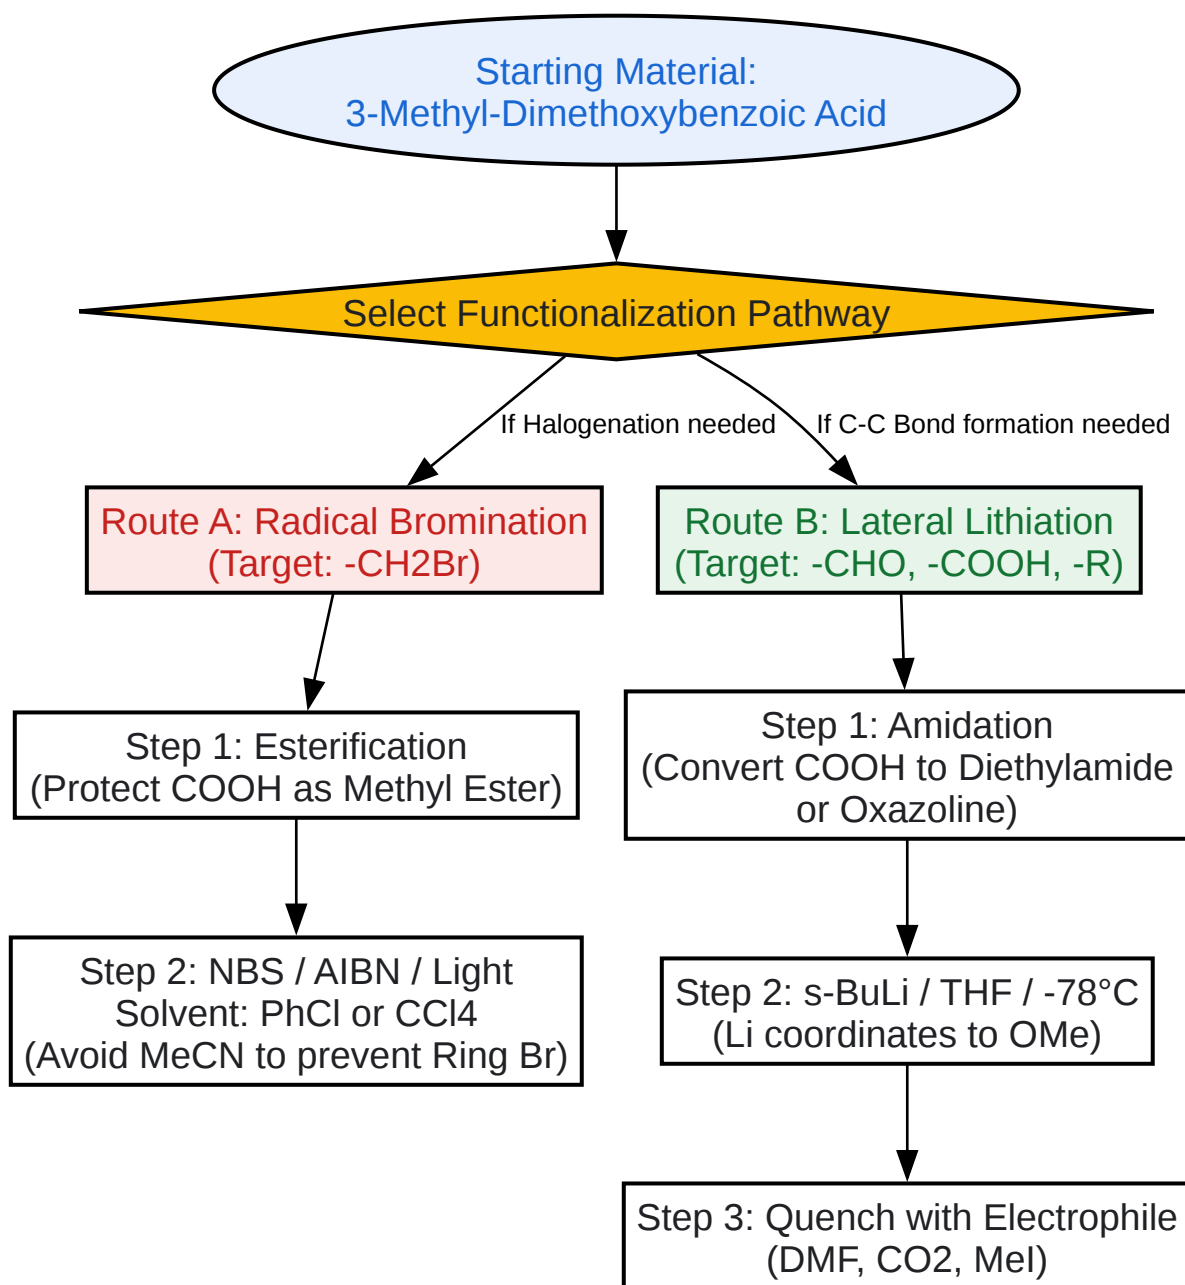 Starting Material:
3-Methyl-Dimethoxybenzoic Acid
Select Functionalization Pathway
If Halogenation needed
If C-C Bond formation needed
Route A: Radical Bromination
(Target: -CH2Br)
Route B: Lateral Lithiation
(Target: -CHO, -COOH, -R)
Step 1: Esterification
(Protect COOH as Methyl Ester)
Step 1: Amidation
(Convert COOH to Diethylamide
or Oxazoline)
Step 2: NBS / AIBN / Light
Solvent: PhCl or CCl4
(Avoid MeCN to prevent Ring Br)
Step 2: s-BuLi / THF / -78°C
(Li coordinates to OMe)
Step 3: Quench with Electrophile
(DMF, CO2, MeI)